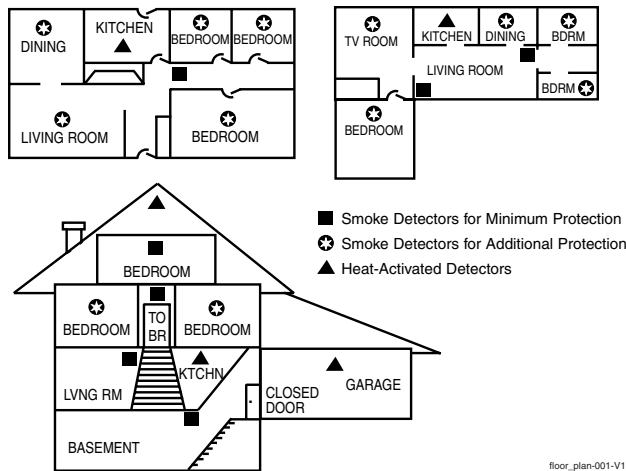 DINING
KITCHEN
BEDROOM
BEDROOM
LIVING ROOM
BEDROOM
TV ROOM
KITCHEN
DINING
BDRM
LIVING ROOM
BDRM
BEDROOM
Smoke Detectors for Minimum Protection
Smoke Detectors for Additional Protection
Heat-Activated Detectors
BEDROOM
BEDROOM
TO
BR
BEDROOM
LVNG RM
KTCHN
CLOSED
DOOR
GARAGE
BASEMENT
floor_plan-001-V1